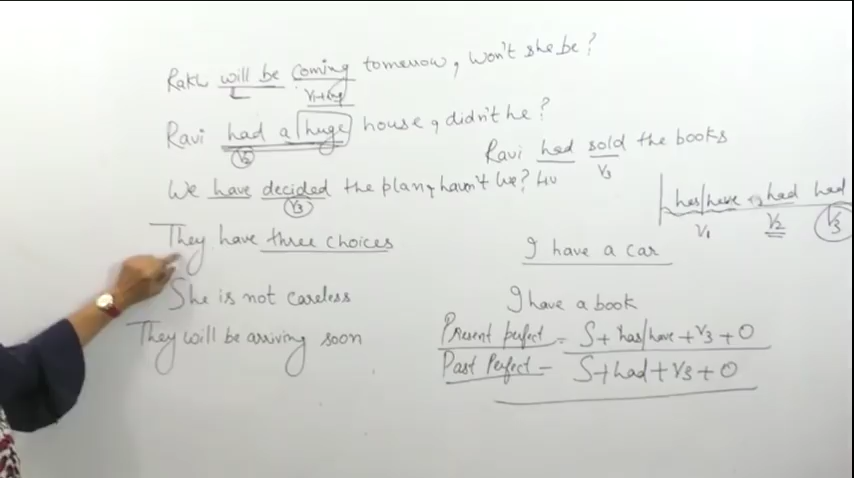 Rakh will be coming tomorrow, won't she be?
V1+ing
Ravi had a huge house, didn't he?
V2
Ravi had sold the books
V3
We have decided the plan, haven't we? HV
V3
has/have had had
V1 V2 V3
They have three choices
I have a car
She is not careless
I have a book
They will be arriving soon
Present perfect = S + has/have + V3 + O
Past Perfect - S + had + V3 + O